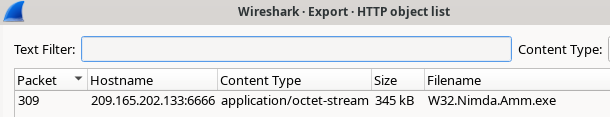 Wireshark · Export · HTTP object list
Text Filter: Content Type:
Packet Hostname Content Type Size Filename
309 209.165.202.133:6666 application/octet-stream 345 kB W32.Nimda.Amm.exe